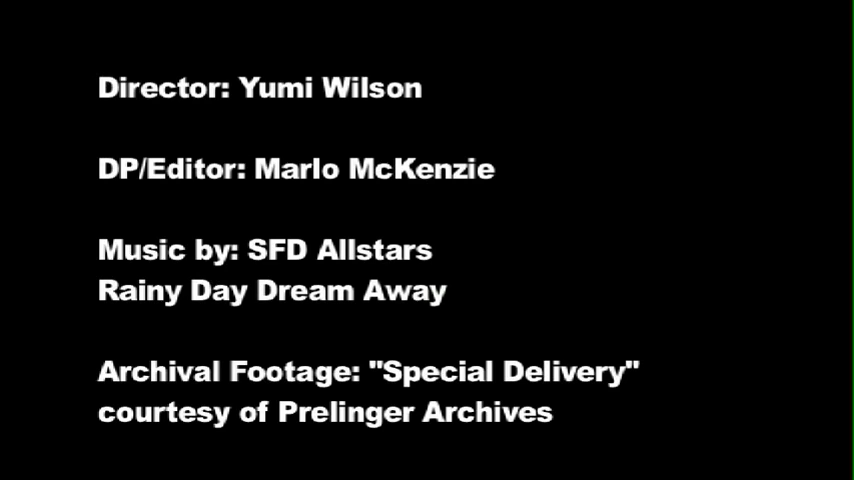 Director: Yumi Wilson
DP/Editor: Marlo McKenzie
Music by: SFD Allstars
Rainy Day Dream Away
Archival Footage: "Special Delivery"
courtesy of Prelinger Archives